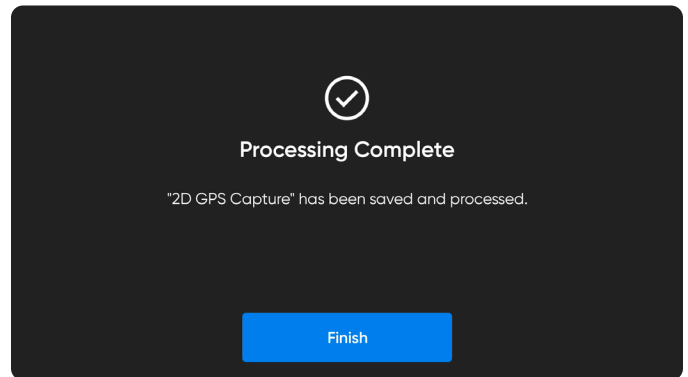 Processing Complete
"2D GPS Capture" has been saved and processed.
Finish